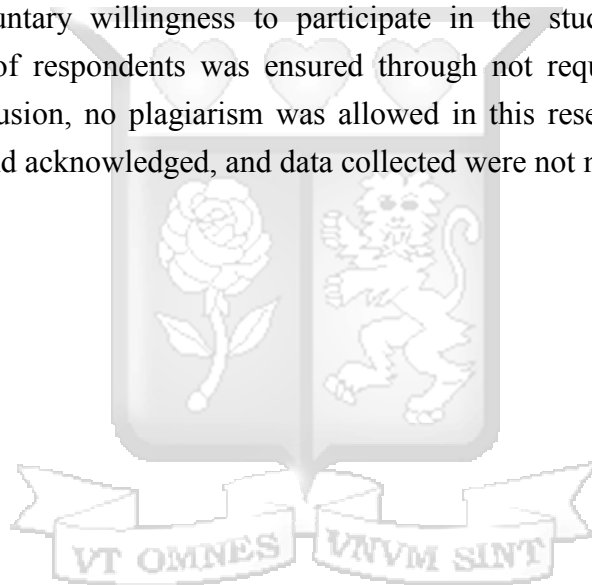 untary willingness to participate in the stud
of respondents was ensured through not requ
usion, no plagiarism was allowed in this rese
d acknowledged, and data collected were not
VT OMNES VNVM SINT